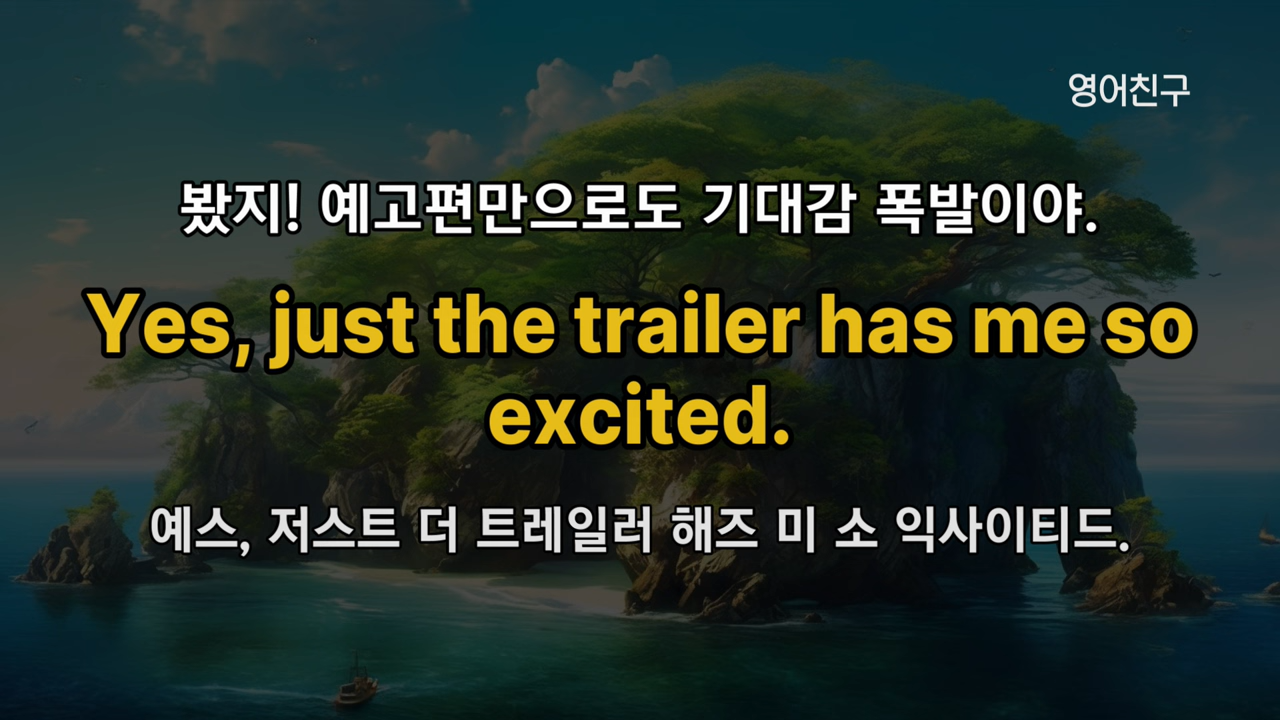 영어친구
봤지! 예고편만으로도 기대감 폭발이야.
Yes, just the trailer has me so
excited.
예스, 저스트 더 트레일러 해즈 미 소 익사이티드.